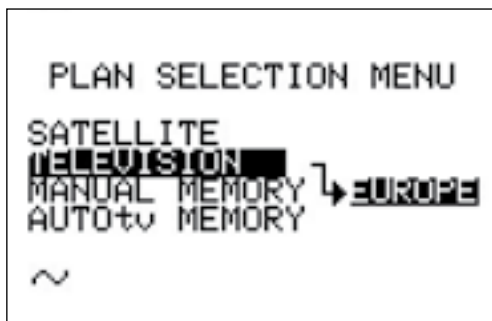 PLAN SELECTION MENU
SATELLITE
TELEVISION
MANUAL MEMORY EUROPE
AUTOtv MEMORY